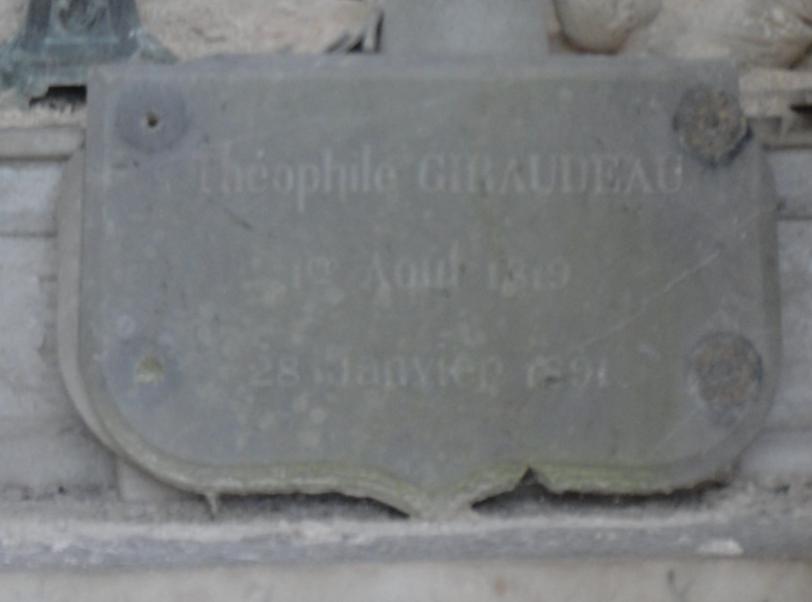 Théophile GIRAUDEAU
1er Août 1819
28 Janvier 1891